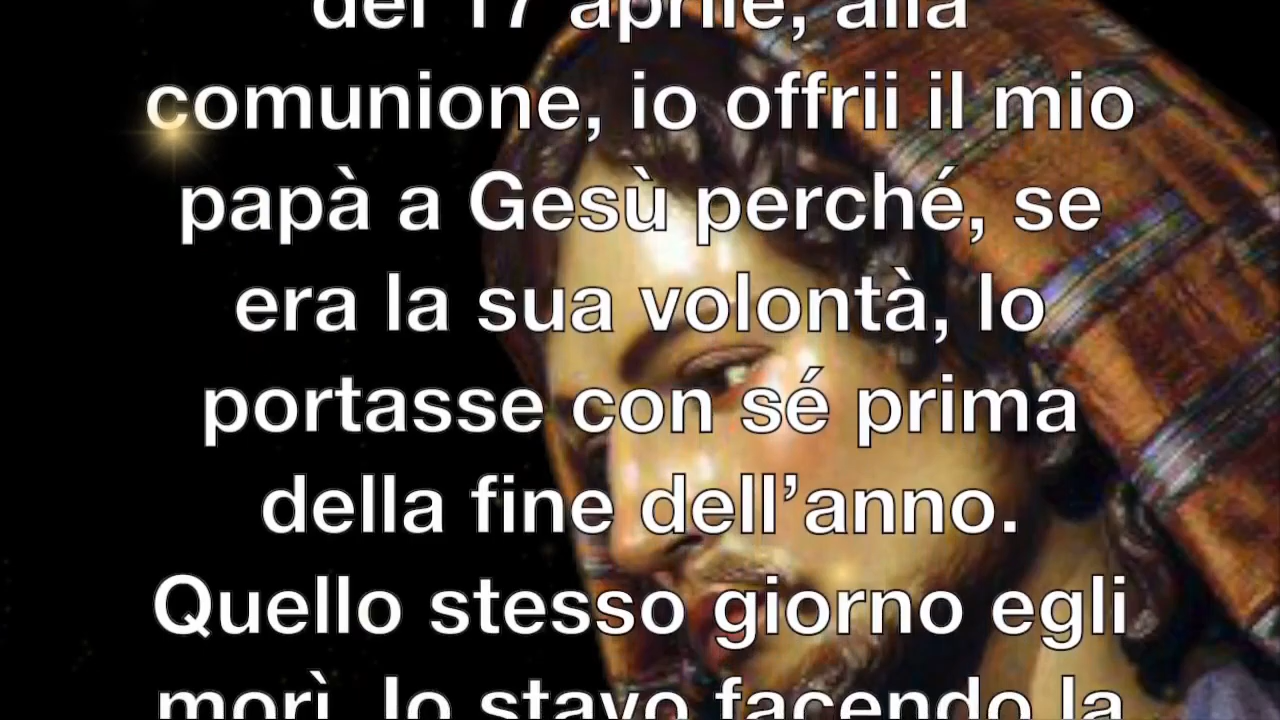 del 17 aprile, alla
comunione, io offrii il mio
papà a Gesù perché, se
era la sua volontà, lo
portasse con sé prima
della fine dell’anno.
Quello stesso giorno egli
morì. Io stavo facendo la